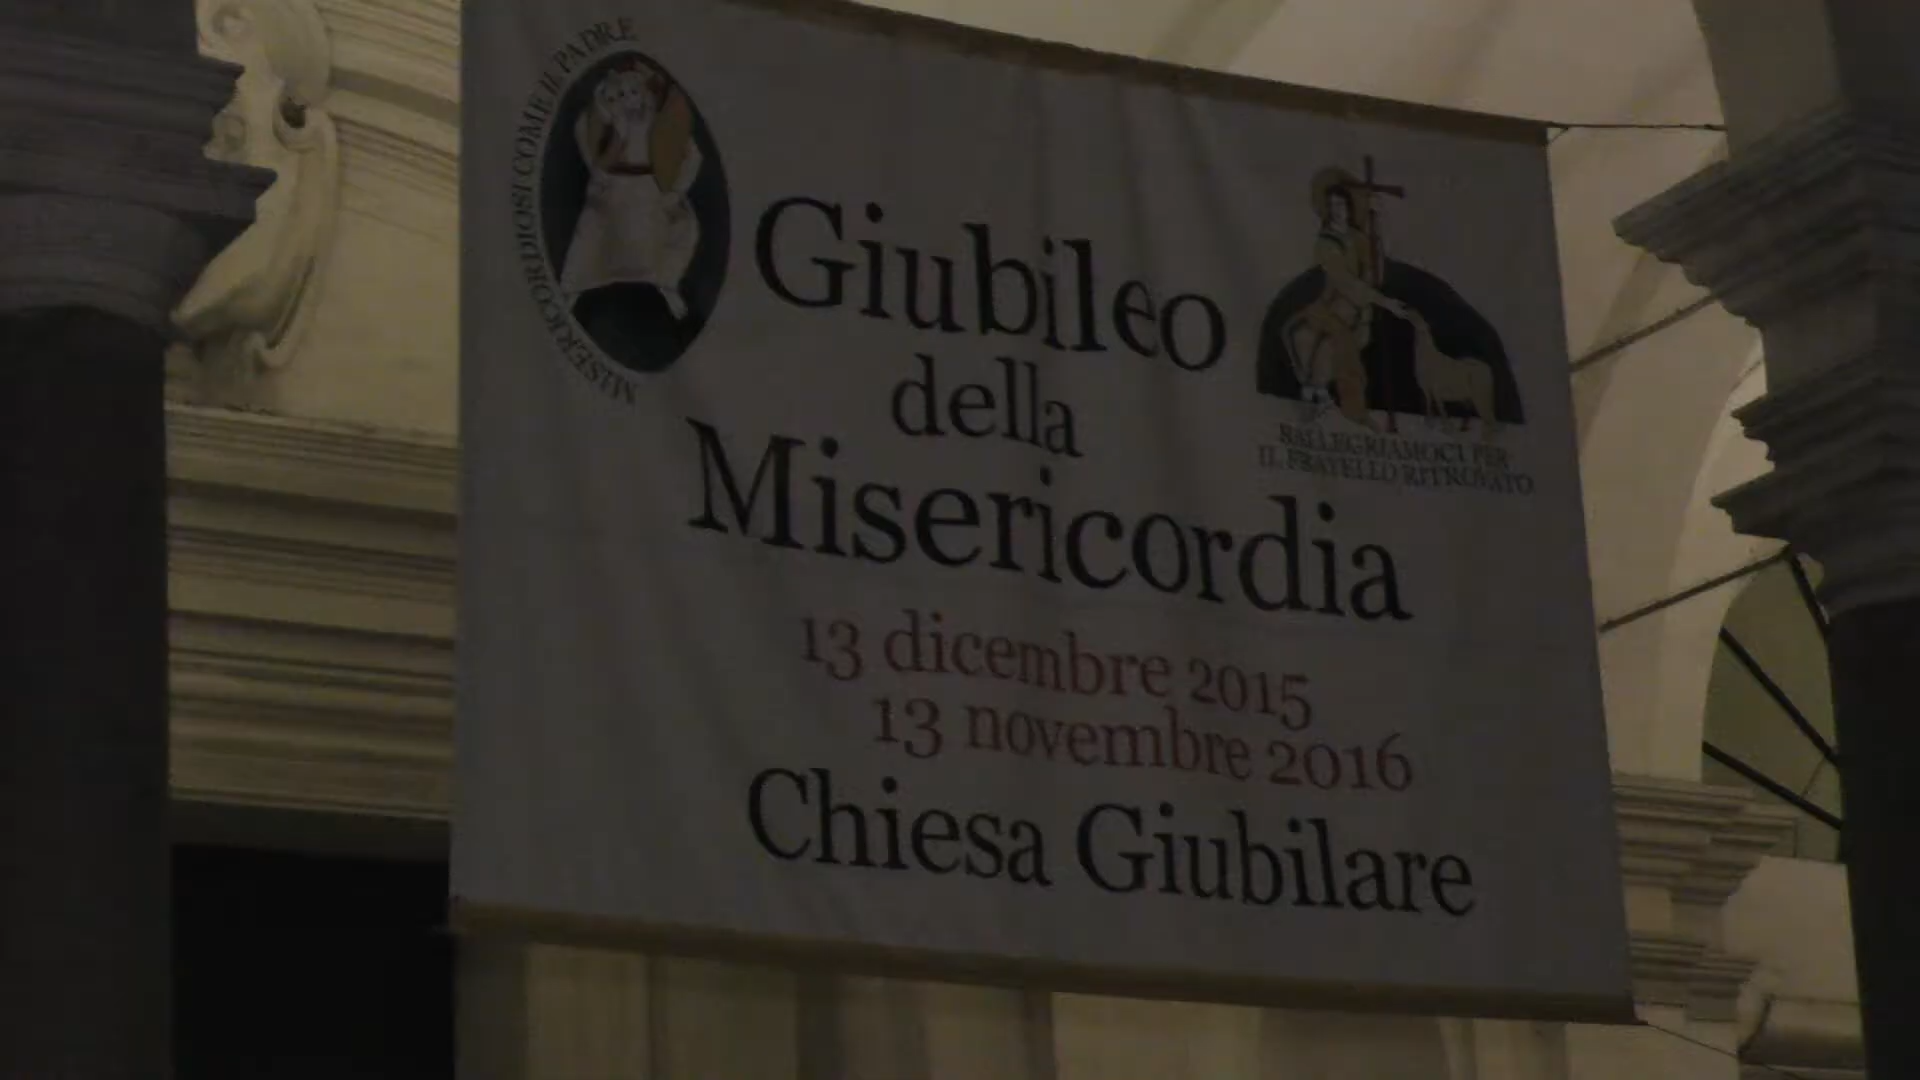 MISERICORDIOSI COME IL PADRE
Giubileo
della
Misericordia
RALLEGRIAMOCI PER
IL FRATELLO RITROVATO
13 dicembre 2015
13 novembre 2016
Chiesa Giubilare